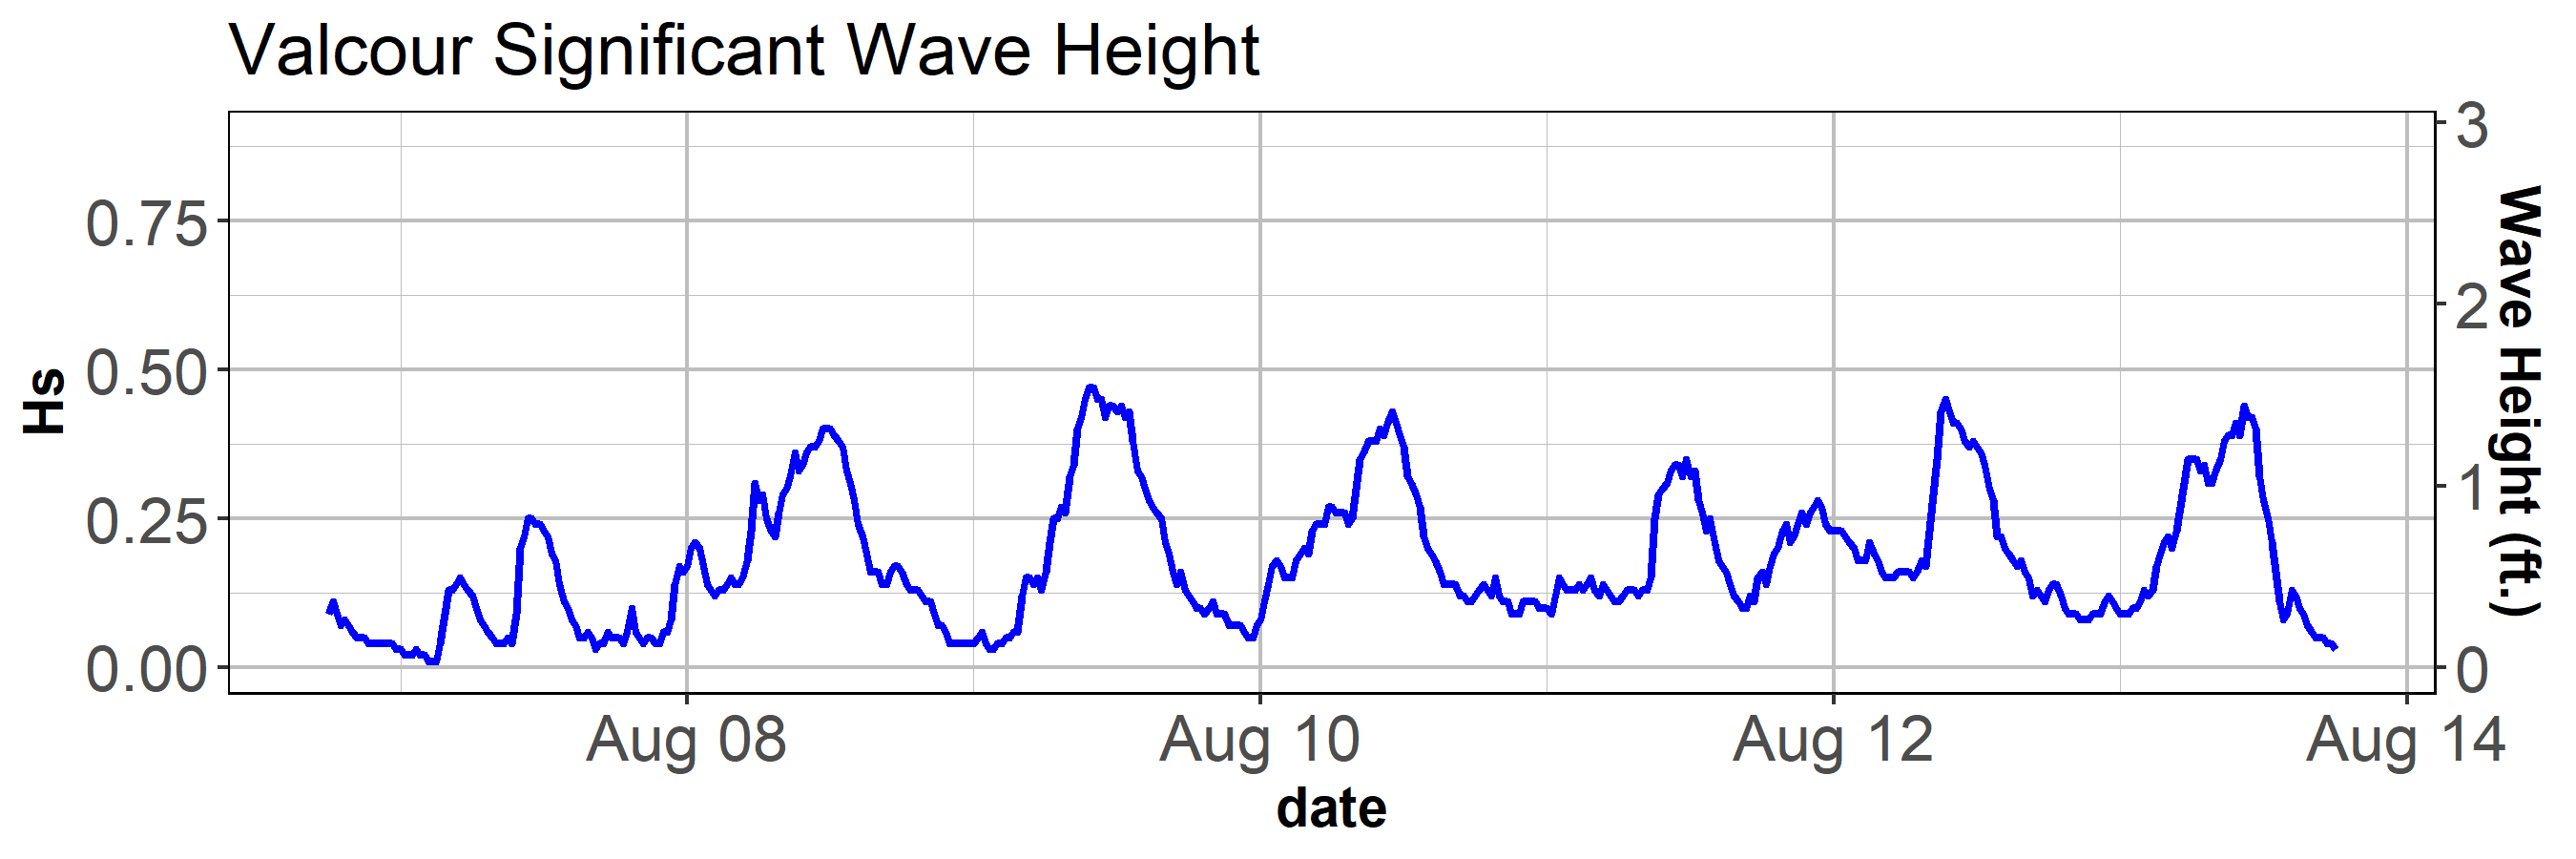 Valcour Significant Wave Height
Hs
0.75
0.50
0.25
0.00
3
2
1
0
Wave Height (ft.)
Aug 08 Aug 10 Aug 12 Aug 14
date